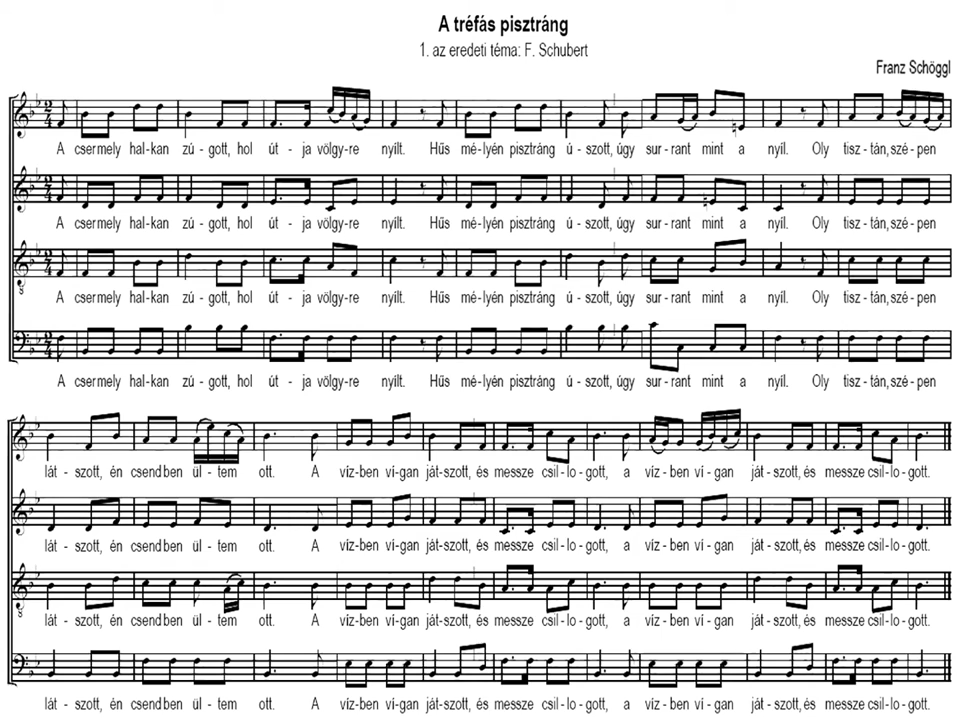 A tréfás pisztráng
1. az eredeti téma: F. Schubert
Franz Schöggl
A csermely hal-kan zú-gott, hol út-ja völgy-re nyílt. Hűs mé-lyén pisztráng ú-szott, úgy sur-rant mint a nyíl. Oly tisz-tán, szé-pen
A csermely hal-kan zú-gott, hol út-ja völgy-re nyílt. Hűs mé-lyén pisztráng ú-szott, úgy sur-rant mint a nyíl. Oly tisz-tán, szé-pen
A csermely hal-kan zú-gott, hol út-ja völgy-re nyílt. Hűs mé-lyén pisztráng ú-szott, úgy sur-rant mint a nyíl. Oly tisz-tán, szé-pen
A csermely hal-kan zú-gott, hol út-ja völgy-re nyílt. Hűs mé-lyén pisztráng ú-szott, úgy sur-rant mint a nyíl. Oly tisz-tán, szé-pen
lát-szott, én csendben ül-tem ott. A víz-ben ví-gan ját-szott, és messze csil-lo-gott, a víz-ben ví-gan ját-szott, és messze csil-lo-gott.
lát-szott, én csendben ül-tem ott. A víz-ben ví-gan ját-szott, és messze csil-lo-gott, a víz-ben ví-gan ját-szott, és messze csil-lo-gott.
lát-szott, én csendben ül-tem ott. A víz-ben ví-gan ját-szott, és messze csil-lo-gott, a víz-ben ví-gan ját-szott, és messze csil-lo-gott.
lát-szott, én csendben ül-tem ott. A víz-ben ví-gan ját-szott, és messze csil-lo-gott, a víz-ben ví-gan ját-szott, és messze csil-lo-gott.